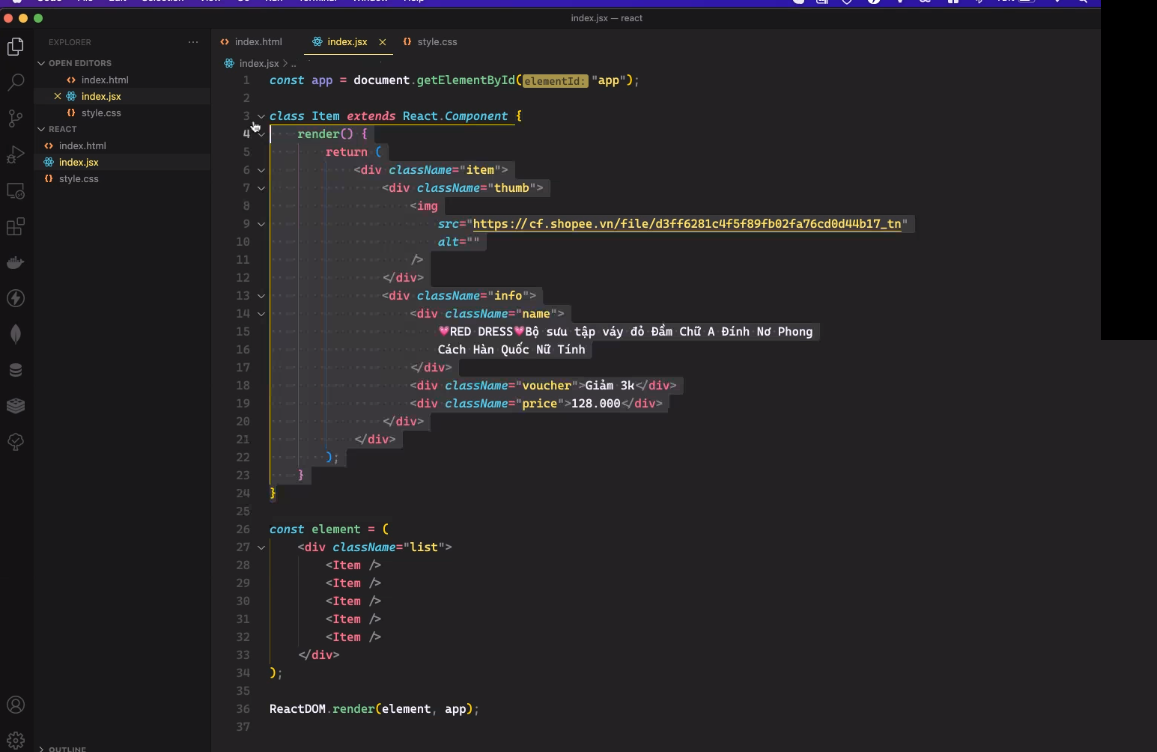 index.jsx — react
EXPLORER
OPEN EDITORS
index.html
index.jsx
style.css
REACT
index.html
index.jsx
style.css
OUTLINE
index.html
index.jsx
style.css
index.jsx > ..
1 const app = document.getElementById(elementId: "app");
2
3 class Item extends React.Component {
4 render() {
5 return (
6 <div className="item">
7 <div className="thumb">
8 <img
9 src="https://cf.shopee.vn/file/d3ff6281c4f5f89fb02fa76cd0d44b17_tn"
10 alt=""
11 />
12 </div>
13 <div className="info">
14 <div className="name">
15 💗RED DRESS💗Bộ sưu tập váy đỏ Đầm Chữ A Đính Nơ Phong
16 Cách Hàn Quốc Nữ Tính
17 </div>
18 <div className="voucher">Giảm 3k</div>
19 <div className="price">128.000</div>
20 </div>
21 </div>
22 );
23 }
24 }
25
26 const element = (
27 <div className="list">
28 <Item />
29 <Item />
30 <Item />
31 <Item />
32 <Item />
33 </div>
34 );
35
36 ReactDOM.render(element, app);
37